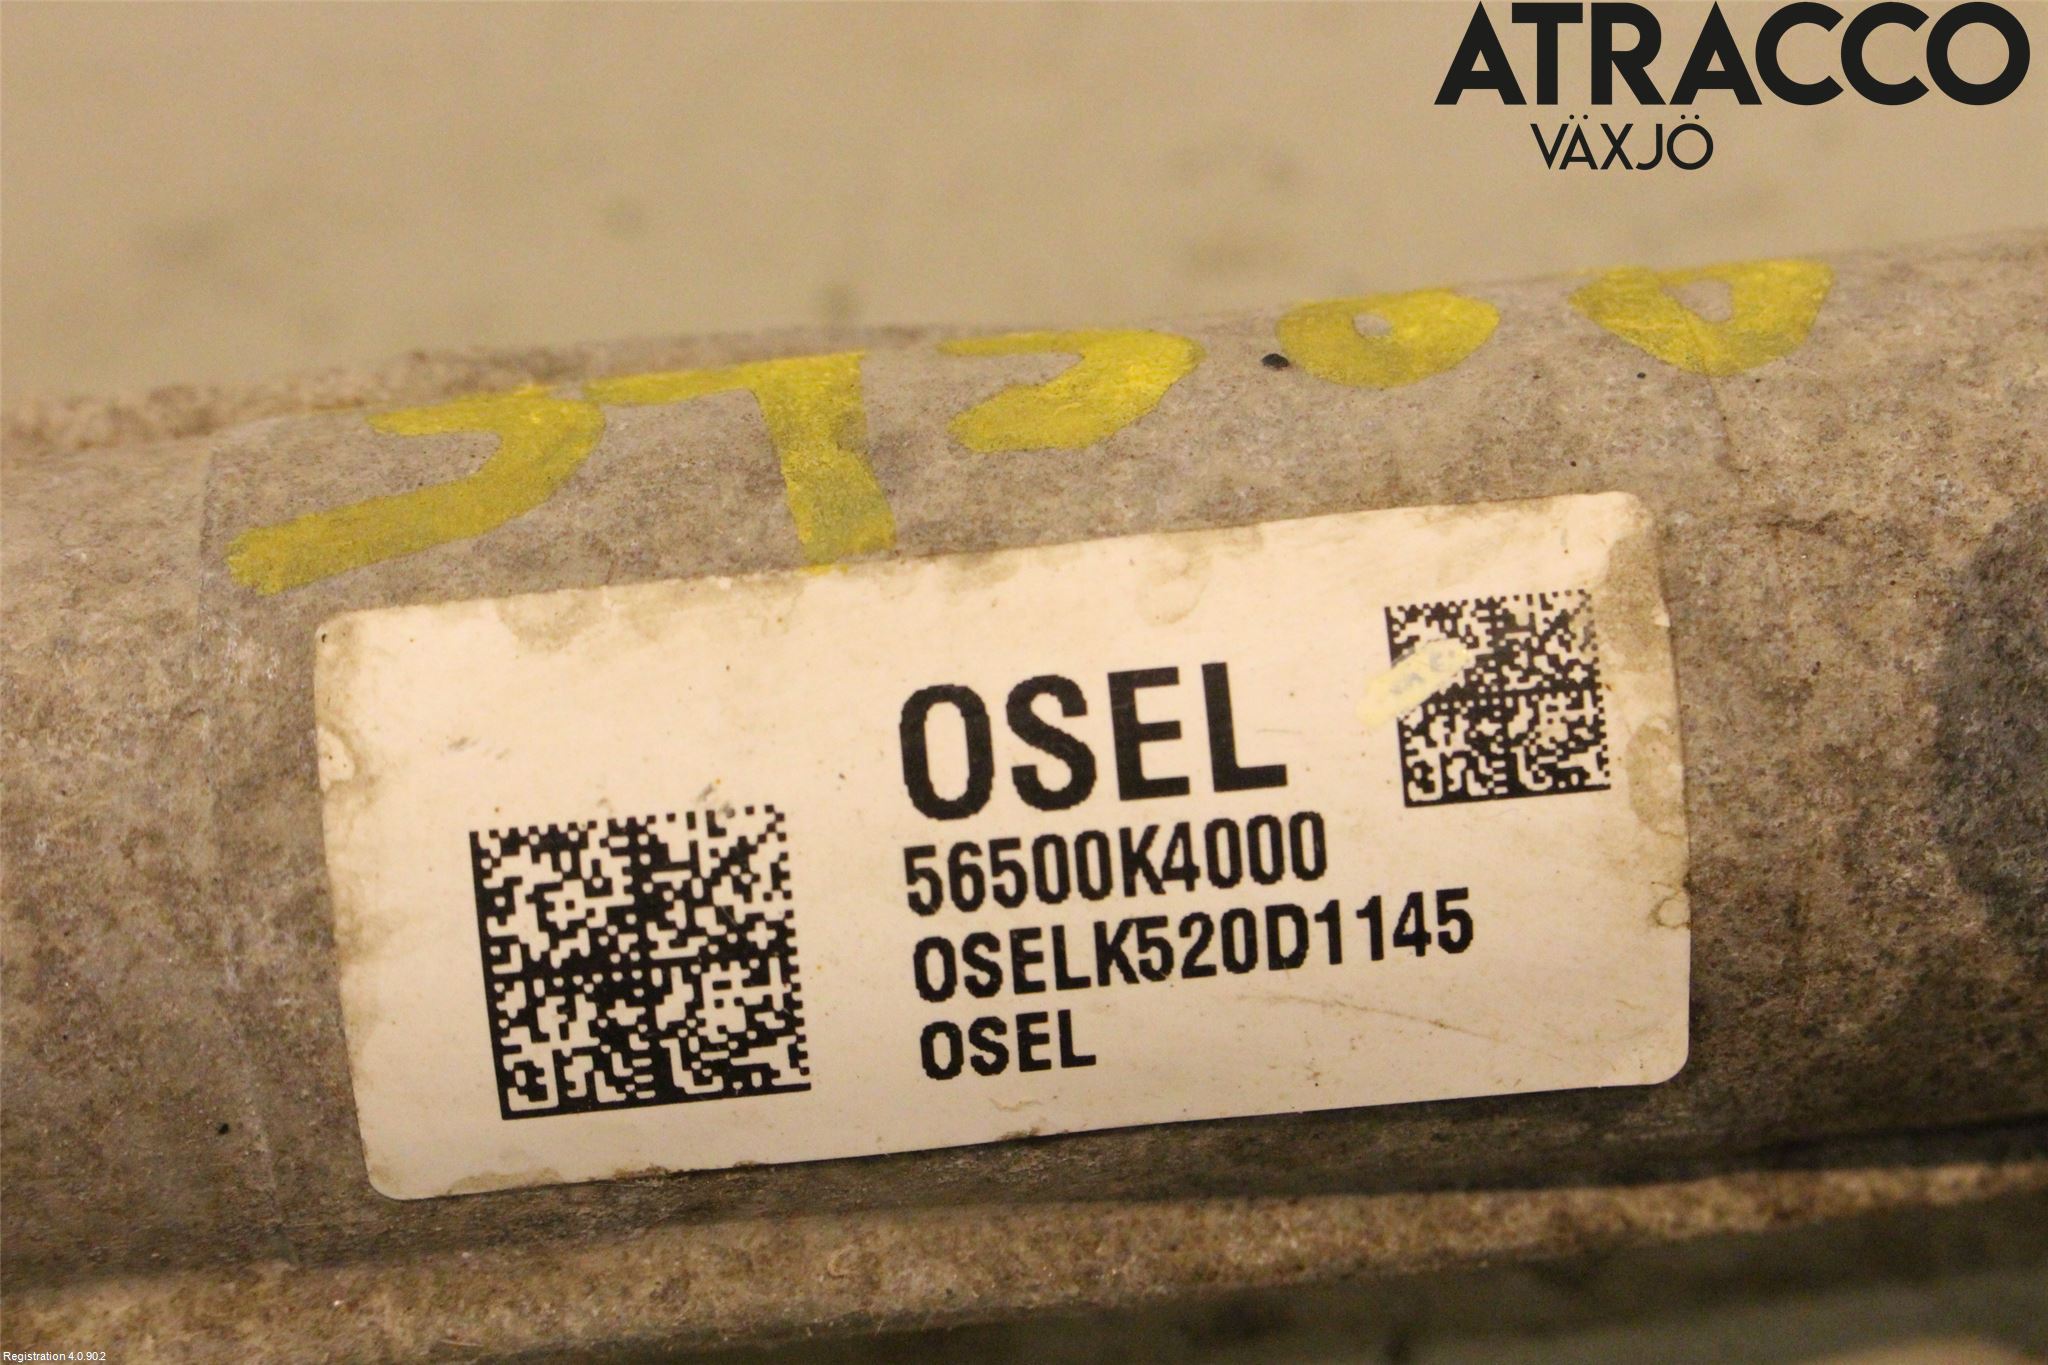 ATRACCO
VÄXJÖ
OSEL
56500K4000
OSELK520D1145
OSEL
Registration 4.0.902